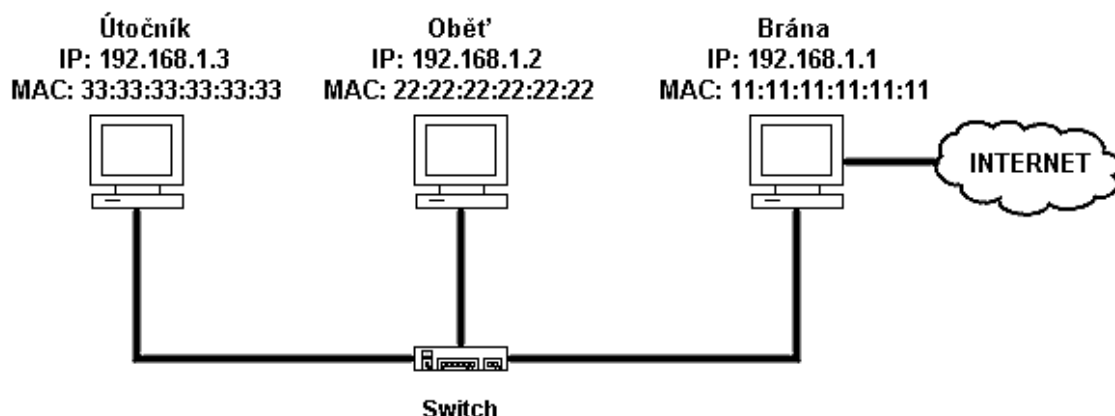 Útočník
IP: 192.168.1.3
MAC: 33:33:33:33:33:33
Oběť
IP: 192.168.1.2
MAC: 22:22:22:22:22:22
Brána
IP: 192.168.1.1
MAC: 11:11:11:11:11:11
INTERNET
Switch